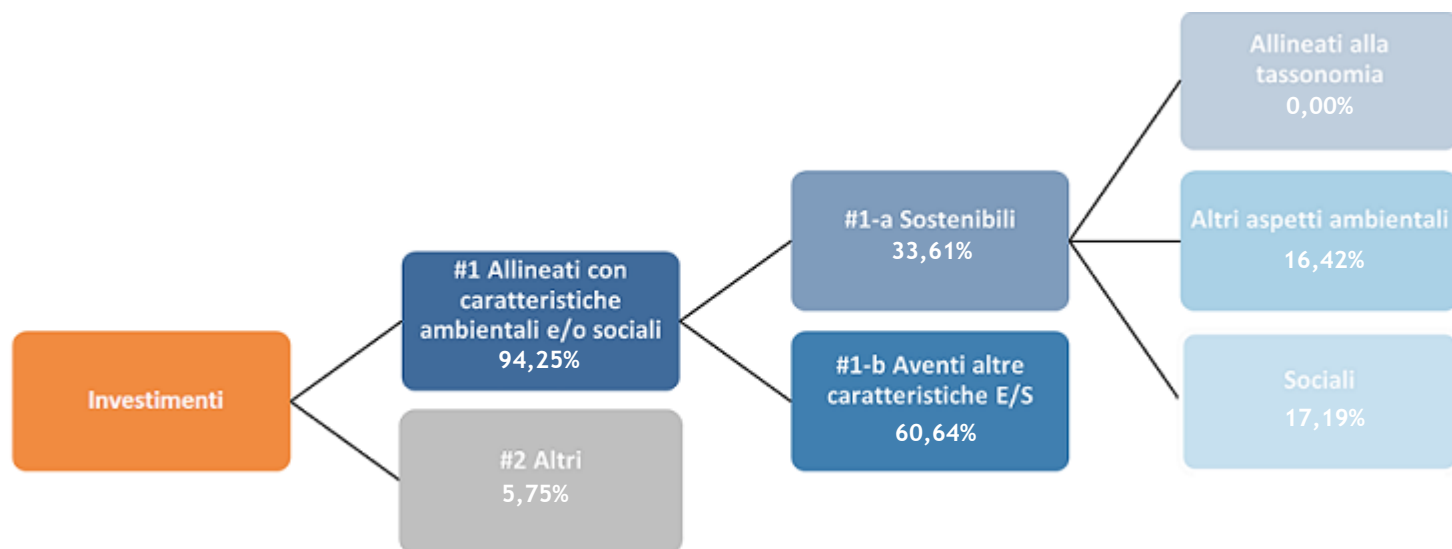 Investimenti
#1 Allineati con
caratteristiche
ambientali e/o sociali
94,25%
#2 Altri
5,75%
#1-a Sostenibili
33,61%
#1-b Aventi altre
caratteristiche E/S
60,64%
Allineati alla
tassonomia
0,00%
Altri aspetti ambientali
16,42%
Sociali
17,19%